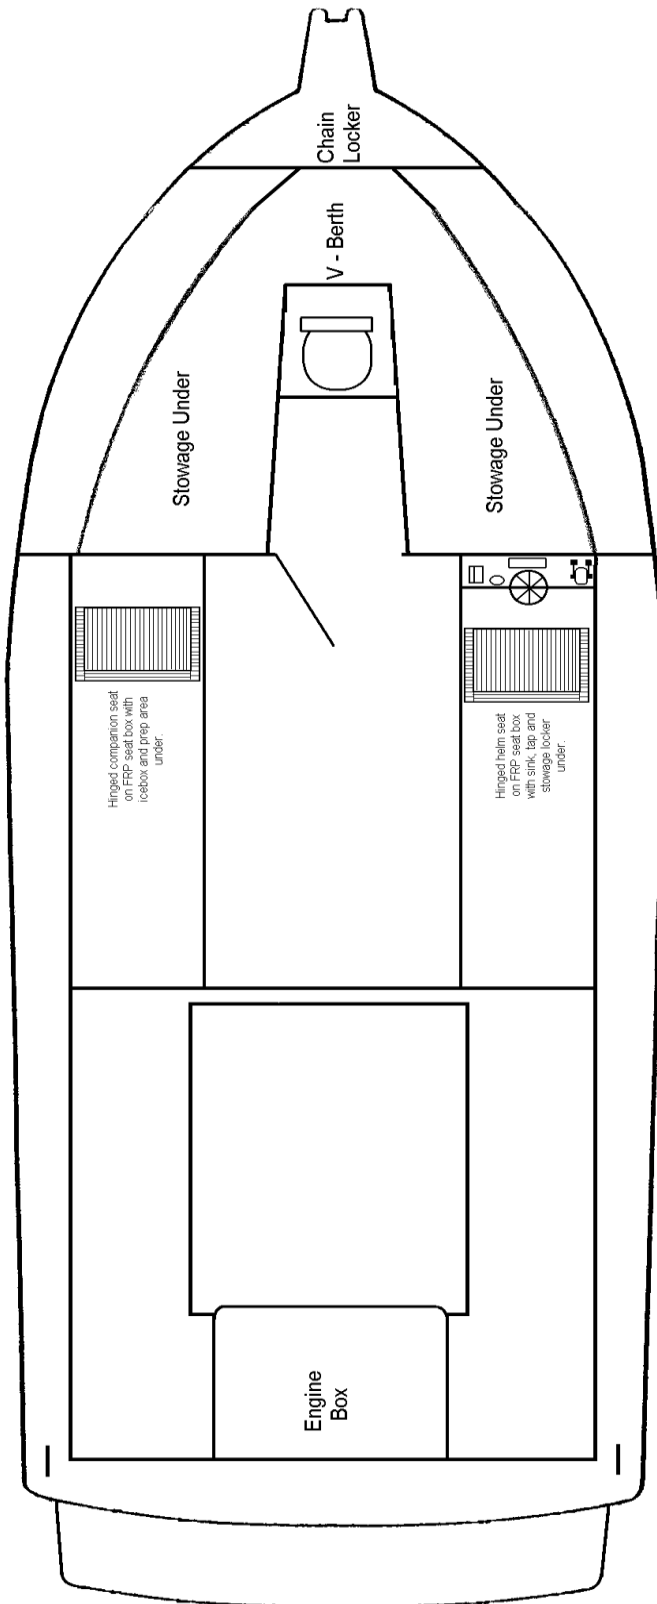 Chain
Locker
V - Berth
Stowage Under
Stowage Under
Hinged companion seat
on FRP seat box with
icebox and prep area
under.
Hinged helm seat
on FRP seat box
with sink, tap and
stowage locker
under.
Engine
Box